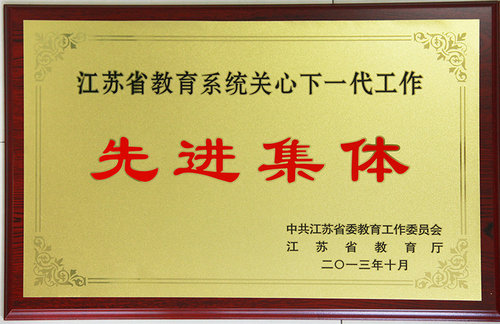 江苏省教育系统关心下一代工作
先进集体
中共江苏省委教育工作委员会
江苏省教育厅
二〇一三年十月